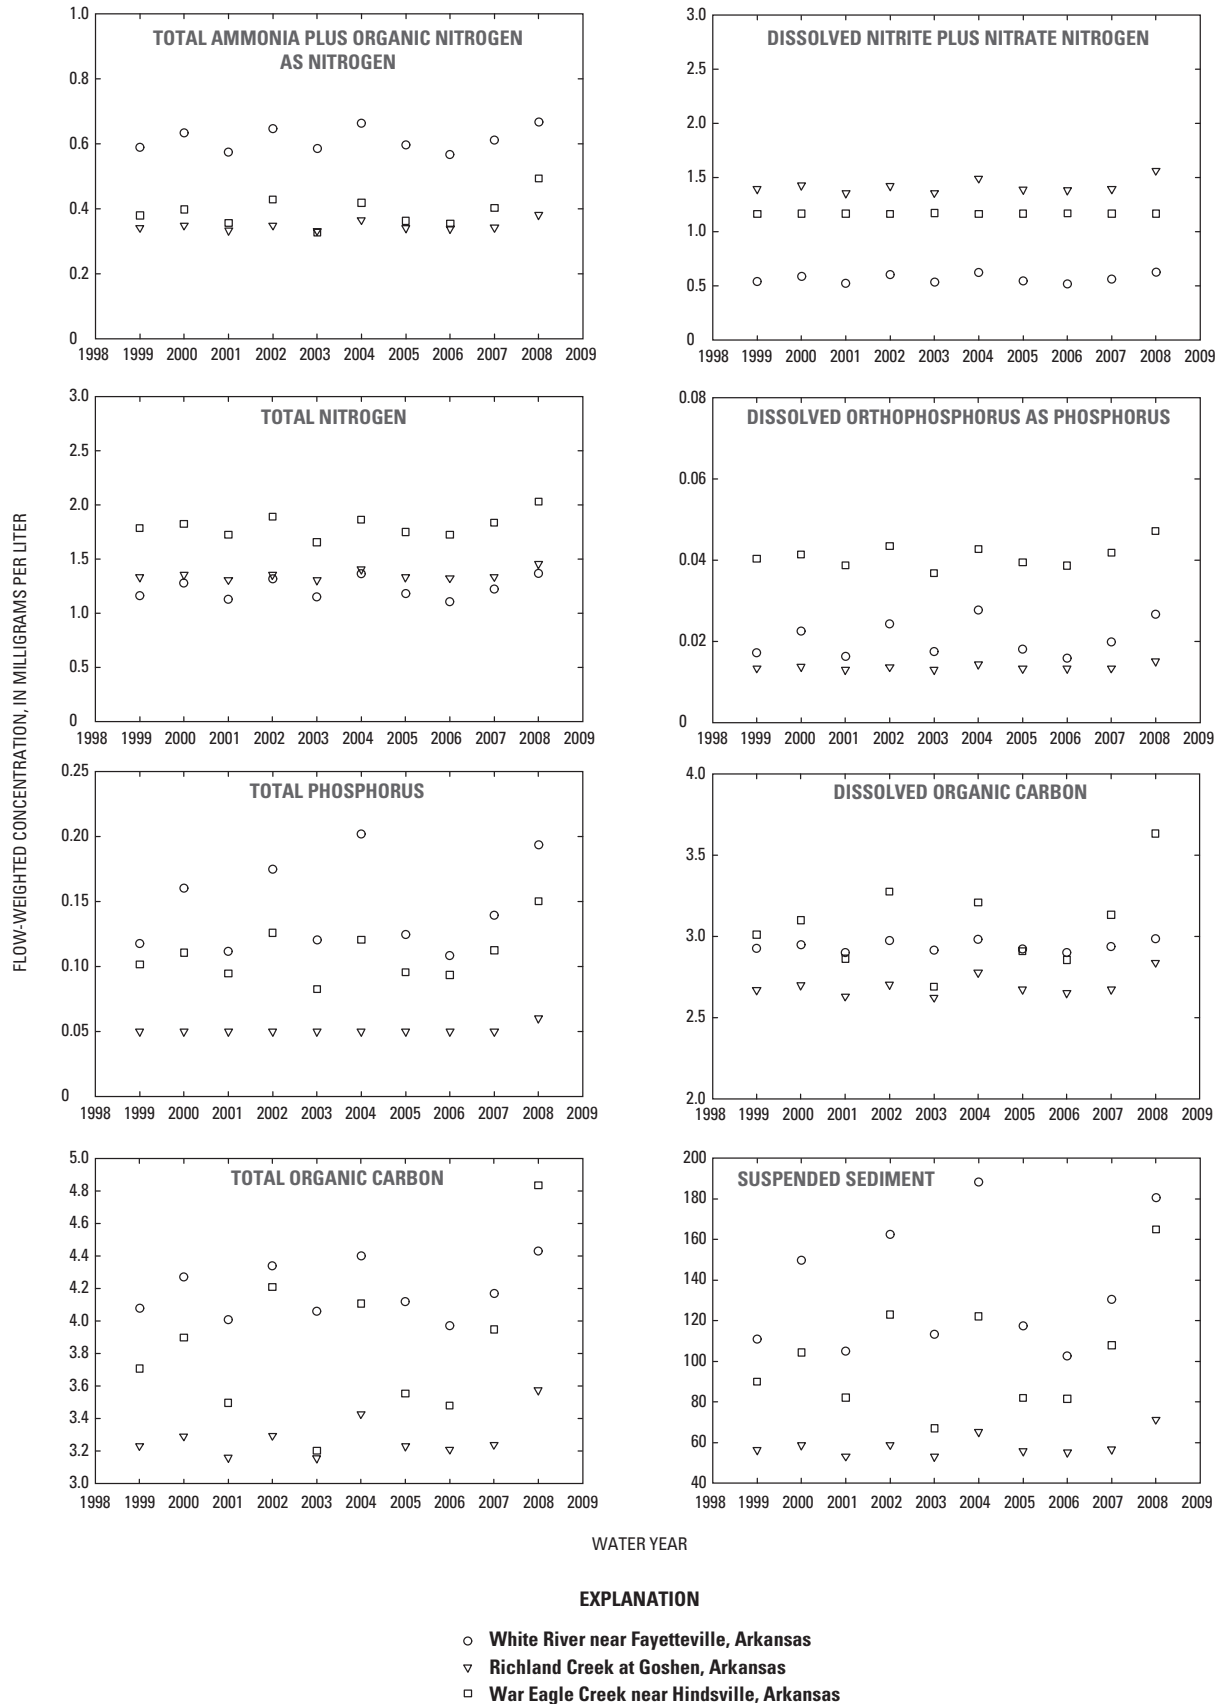 FLOW-WEIGHTED CONCENTRATION, IN MILLIGRAMS PER LITER
TOTAL AMMONIA PLUS ORGANIC NITROGEN
AS NITROGEN
1.0
0.8
0.6
0.4
0.2
0
1998 1999 2000 2001 2002 2003 2004 2005 2006 2007 2008 2009
DISSOLVED NITRITE PLUS NITRATE NITROGEN
3.0
2.5
2.0
1.5
1.0
0.5
0
1998 1999 2000 2001 2002 2003 2004 2005 2006 2007 2008 2009
TOTAL NITROGEN
3.0
2.5
2.0
1.5
1.0
0.5
0
1998 1999 2000 2001 2002 2003 2004 2005 2006 2007 2008 2009
DISSOLVED ORTHOPHOSPHORUS AS PHOSPHORUS
0.08
0.06
0.04
0.02
0
1998 1999 2000 2001 2002 2003 2004 2005 2006 2007 2008 2009
TOTAL PHOSPHORUS
0.25
0.20
0.15
0.10
0.05
0
1998 1999 2000 2001 2002 2003 2004 2005 2006 2007 2008 2009
DISSOLVED ORGANIC CARBON
4.0
3.5
3.0
2.5
2.0
1998 1999 2000 2001 2002 2003 2004 2005 2006 2007 2008 2009
TOTAL ORGANIC CARBON
5.0
4.8
4.6
4.4
4.2
4.0
3.8
3.6
3.4
3.2
3.0
1998 1999 2000 2001 2002 2003 2004 2005 2006 2007 2008 2009
SUSPENDED SEDIMENT
200
180
160
140
120
100
80
60
40
1998 1999 2000 2001 2002 2003 2004 2005 2006 2007 2008 2009
WATER YEAR
EXPLANATION
White River near Fayetteville, Arkansas
Richland Creek at Goshen, Arkansas
War Eagle Creek near Hindsville, Arkansas